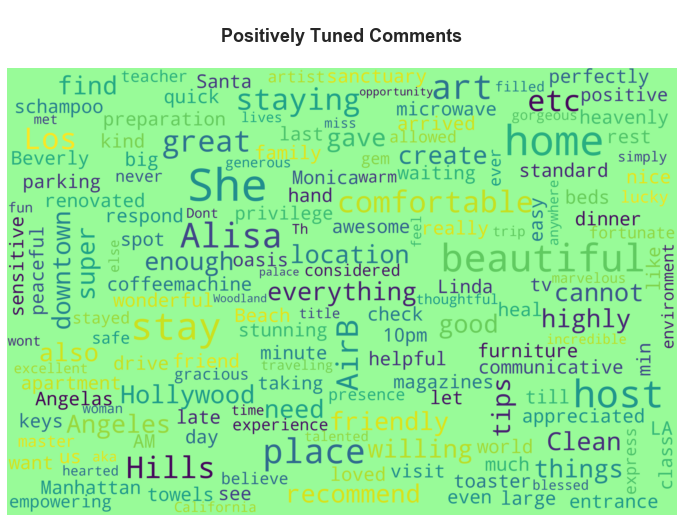 Positively Tuned Comments
find teacher Santa artist sanctuary opportunity art filled perfectly
schampoo quick staying microwave etc positive
met preparation lives miss arrived gorgeous heavenly
Los kind great last gave allowed home rest
Beverly big generous family gem create ever standard simply
parking never She Monica warm waiting nice
renovated hand comfortable easy anywhere beds lucky
fun respond Dont privilege awesome really feel trip dinner fortunate
sensitive peaceful downtown super else spot Alisa Th
enough oasis location beautiful like environment
coffeemachine palace considered marvelous
wonderful Woodland everything thoughtful Linda tv cannot
stayed Beach title check heal
wont safe stay stunning 10pm good highly
also drive friend minute AirB helpful furniture incredible min
excellent gracious traveling communicative
apartment Hollywood taking presence magazines till host
Angelas woman time need let tips appreciated
keys Angeles late experience friendly LA
master AM day talented willing world Clean express class
want us aka Hills place loved visit much things
hearted believe toaster blessed
Manhattan towels see recommend even large entrance
empowering California